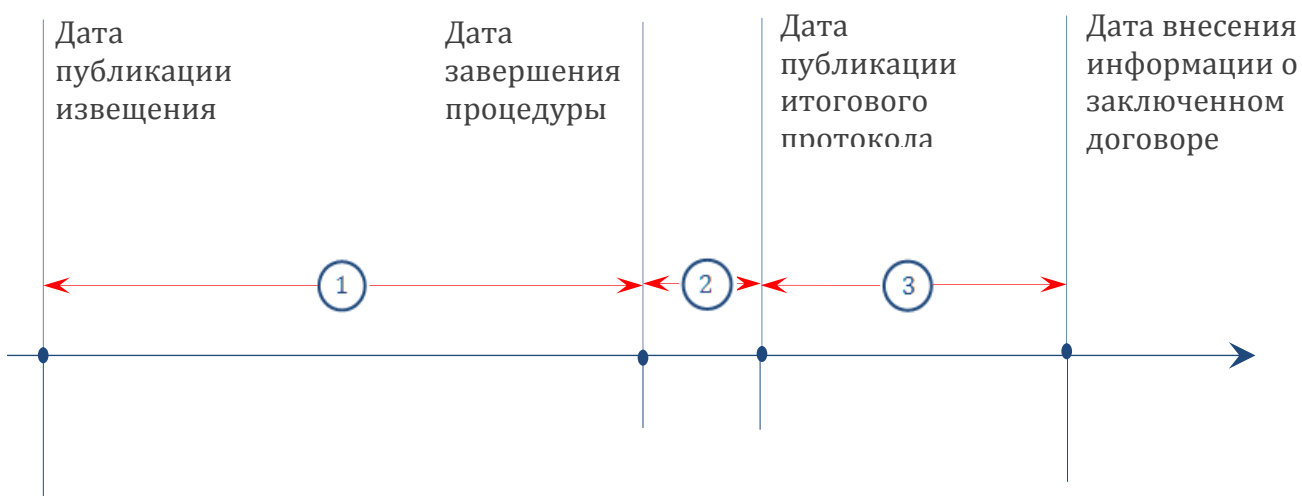 Дата
публикации
извещения
Дата
завершения
процедуры
Дата
публикации
итогового
протокола
Дата внесения
информации о
заключенном
договоре
1
2
3